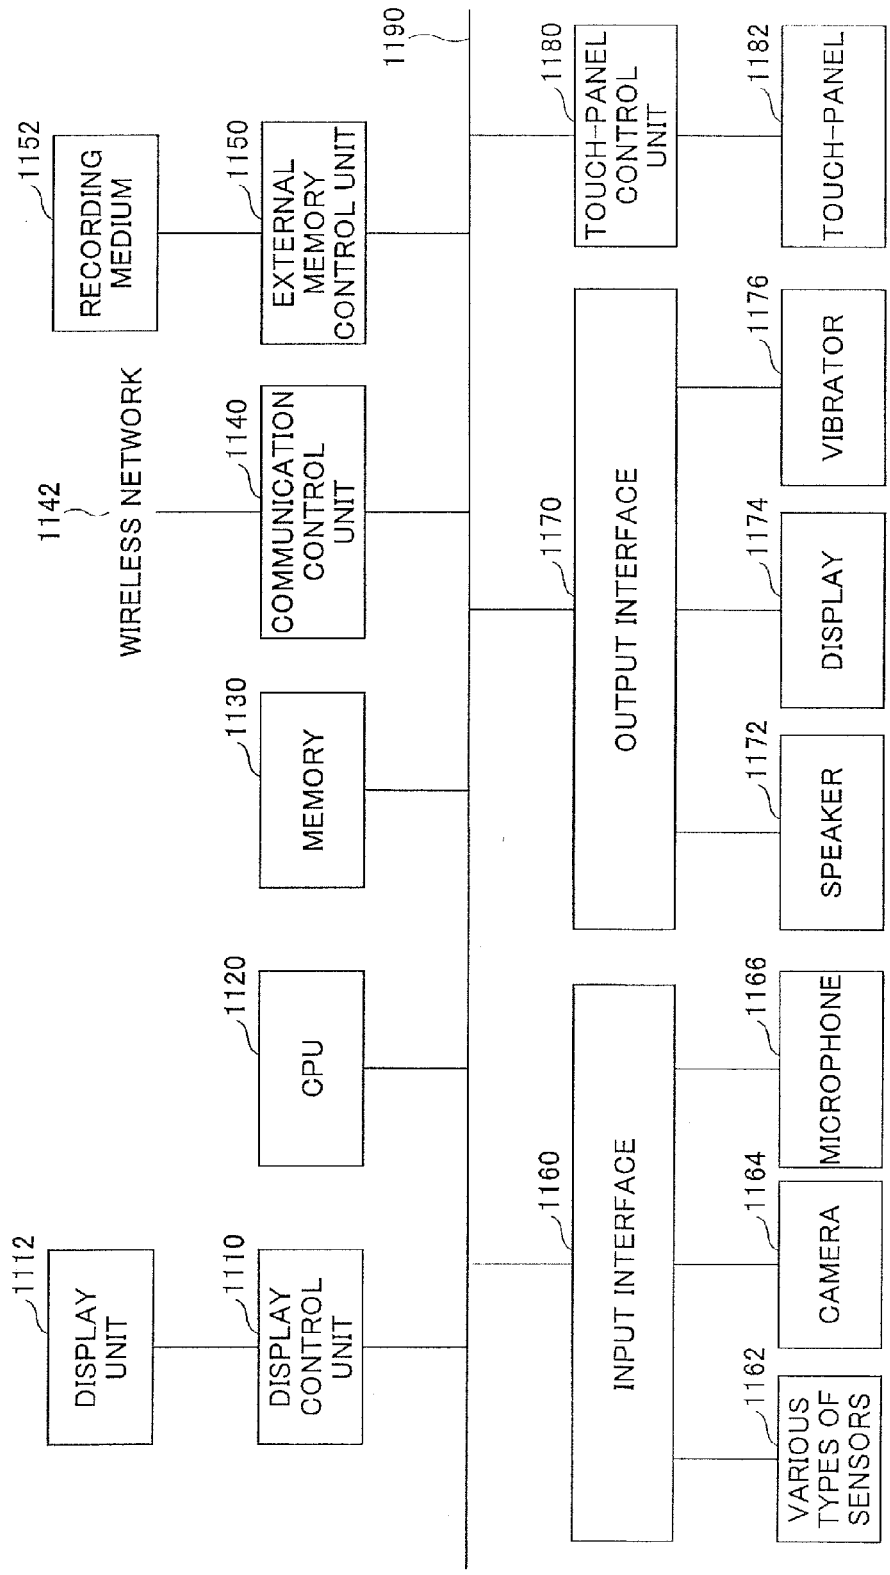 1112
DISPLAY
UNIT
1110
DISPLAY
CONTROL
UNIT
1120
CPU
1130
MEMORY
1142
WIRELESS NETWORK
1140
COMMUNICATION
CONTROL
UNIT
1152
RECORDING
MEDIUM
1150
EXTERNAL
MEMORY
CONTROL UNIT
1190
1160
INPUT INTERFACE
1162
VARIOUS
TYPES OF
SENSORS
1164
CAMERA
1166
MICROPHONE
1170
OUTPUT INTERFACE
1172
SPEAKER
1174
DISPLAY
1176
VIBRATOR
1180
TOUCH-PANEL
CONTROL
UNIT
1182
TOUCH-PANEL